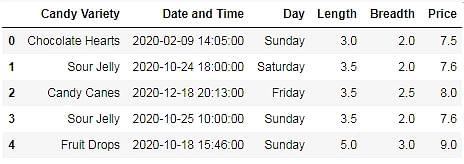 Candy Variety Date and Time Day Length Breadth Price
0 Chocolate Hearts 2020-02-09 14:05:00 Sunday 3.0 2.0 7.5
1 Sour Jelly 2020-10-24 18:00:00 Saturday 3.5 2.0 7.6
2 Candy Canes 2020-12-18 20:13:00 Friday 3.5 2.5 8.0
3 Sour Jelly 2020-10-25 10:00:00 Sunday 3.5 2.0 7.6
4 Fruit Drops 2020-10-18 15:46:00 Sunday 5.0 3.0 9.0